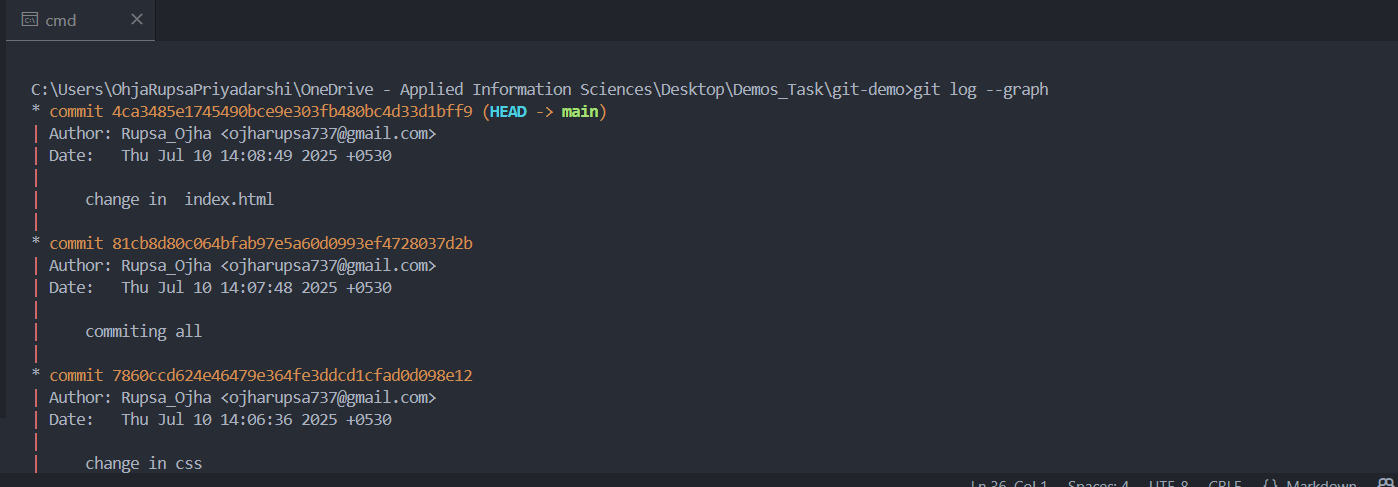 cmd
C:\Users\OhjaRupsaPriyadarshi\OneDrive - Applied Information Sciences\Desktop\Demos_Task\git-demo>git log --graph
* commit 4ca3485e1745490bce9e303fb480bc4d33d1bff9 (HEAD -> main)
| Author: Rupsa_Ojha <ojharupsa737@gmail.com>
| Date:   Thu Jul 10 14:08:49 2025 +0530
|
|     change in  index.html
|
* commit 81cb8d80c064bfab97e5a60d0993ef4728037d2b
| Author: Rupsa_Ojha <ojharupsa737@gmail.com>
| Date:   Thu Jul 10 14:07:48 2025 +0530
|
|     commiting all
|
* commit 7860ccd624e46479e364fe3ddcd1cfad0d098e12
| Author: Rupsa_Ojha <ojharupsa737@gmail.com>
| Date:   Thu Jul 10 14:06:36 2025 +0530
|
|     change in css
Ln 36, Col 1 Spaces: 4 UTF-8 CRLF {} Markdown